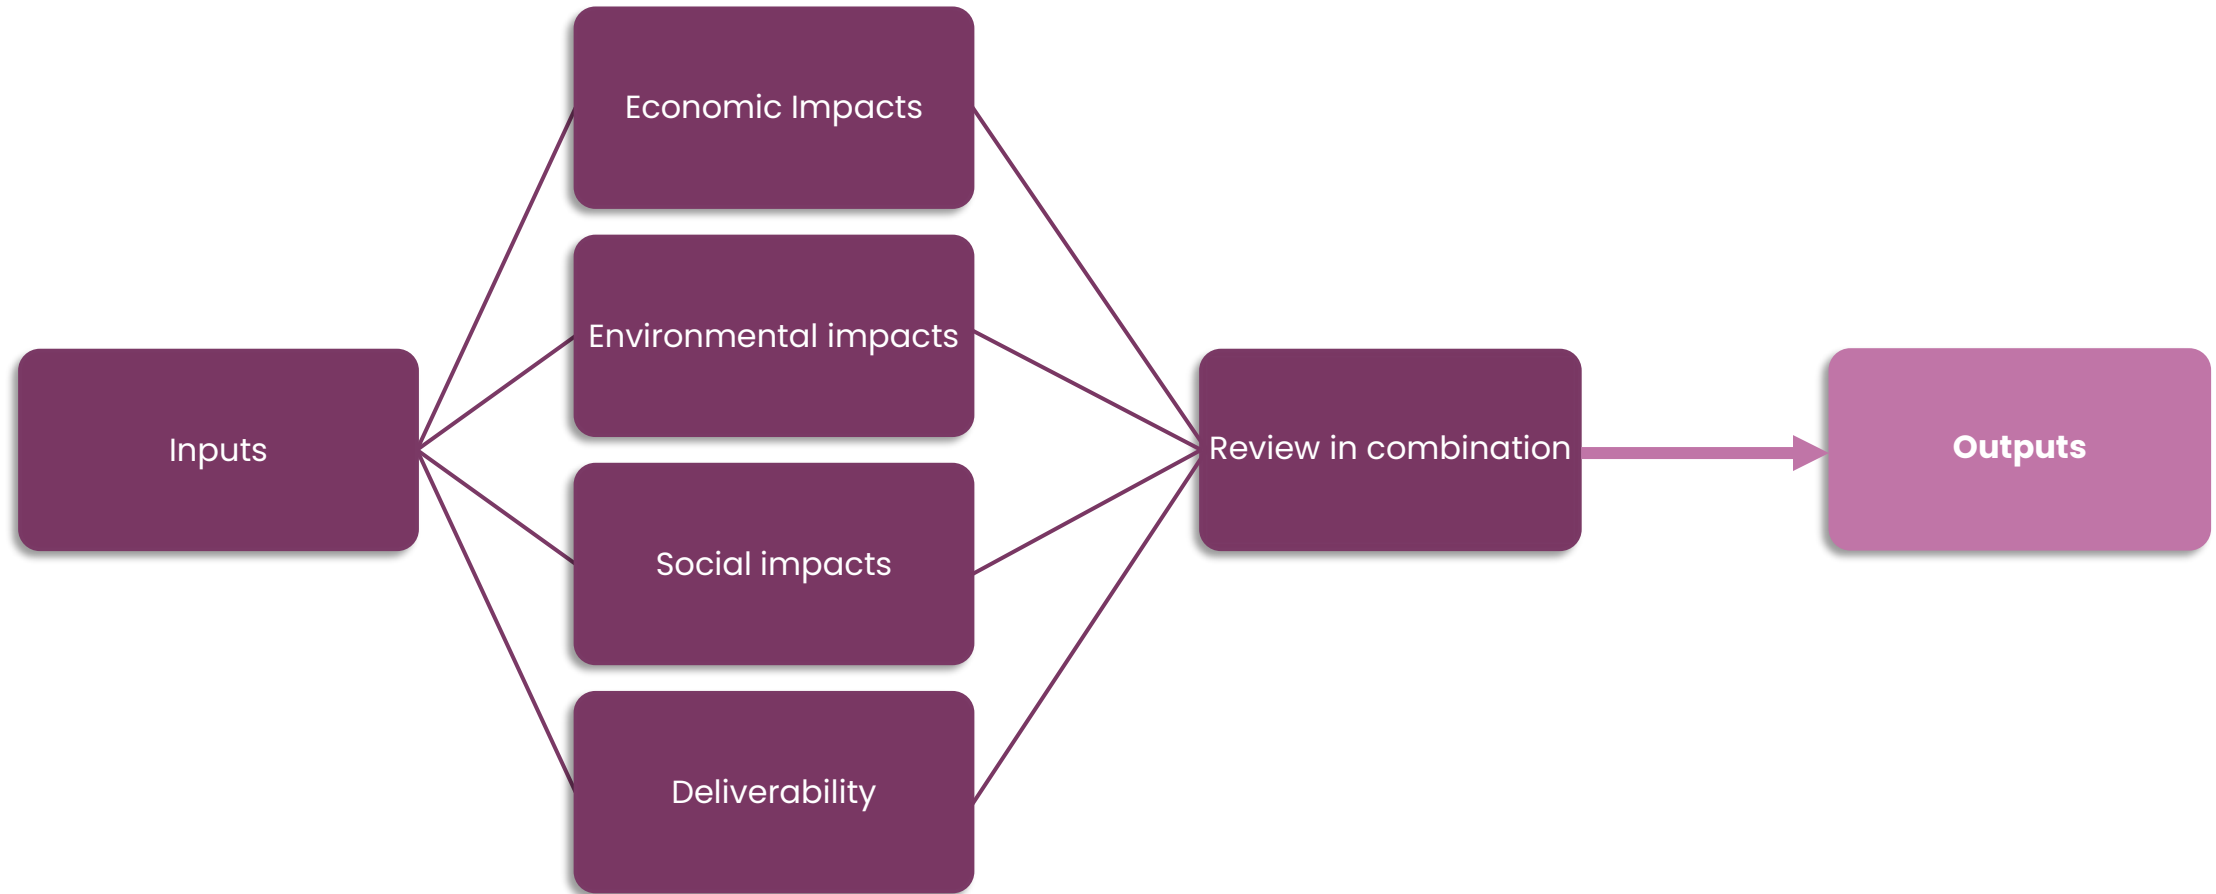 Inputs
Economic Impacts
Environmental impacts
Social impacts
Deliverability
Review in combination
Outputs